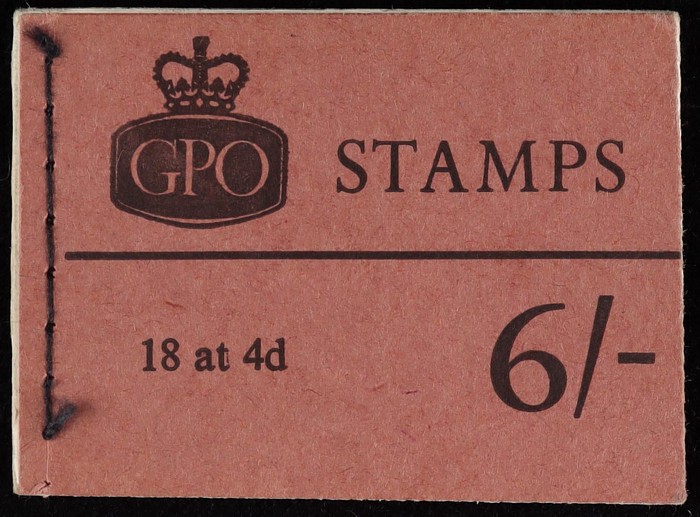 GPO
STAMPS
18 at 4d
6/-